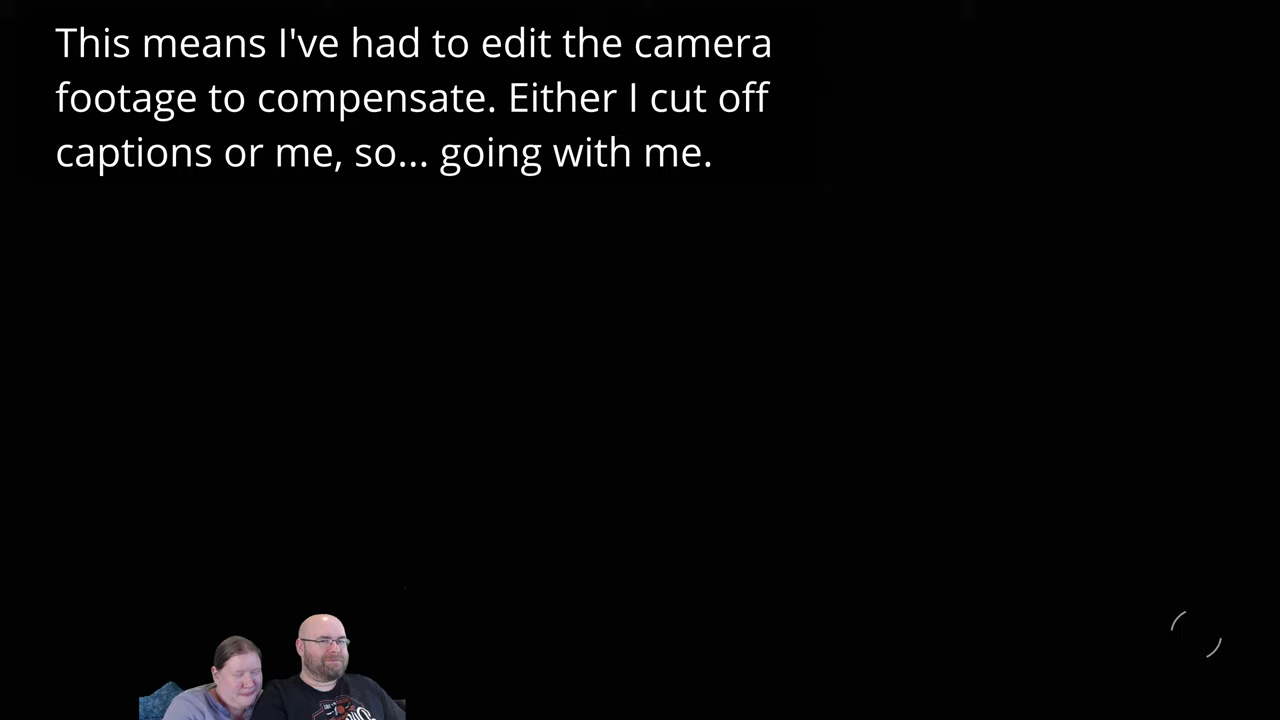 This means I've had to edit the camera
footage to compensate. Either I cut off
captions or me, so... going with me.